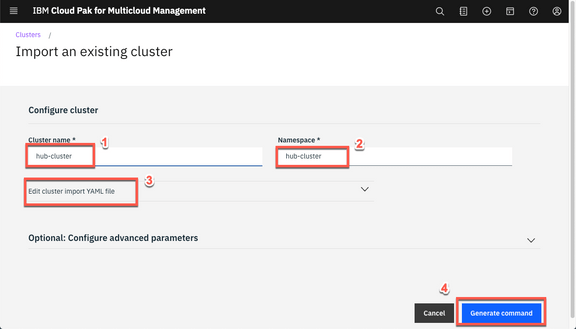 IBM Cloud Pak for Multicloud Management
Clusters /
Import an existing cluster
Configure cluster
Cluster name * 1
Namespace * 2
hub-cluster
hub-cluster
3
Edit cluster import YAML file
Optional: Configure advanced parameters
4
Cancel
Generate command